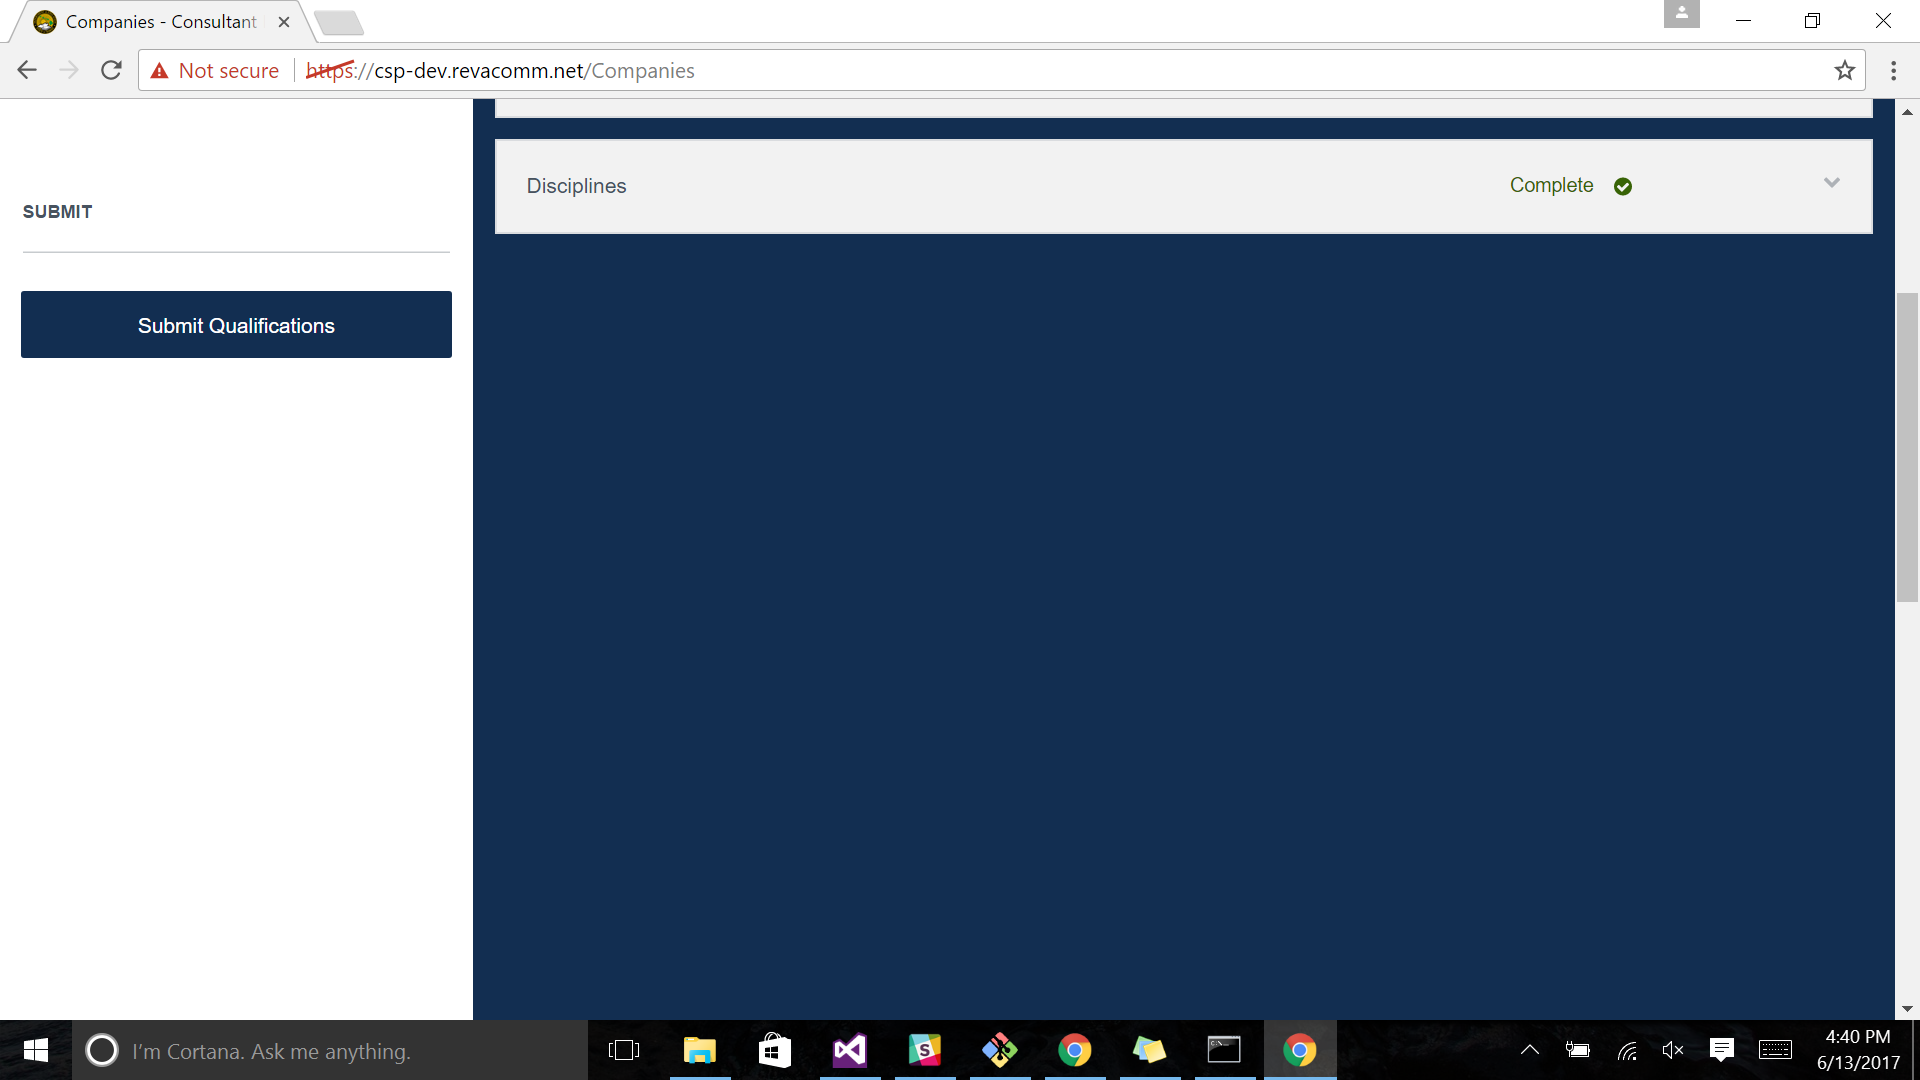 Companies - Consultant
Not secure https://csp-dev.revacomm.net/Companies
SUBMIT
Submit Qualifications
Disciplines
Complete
I'm Cortana. Ask me anything.
4:40 PM
6/13/2017